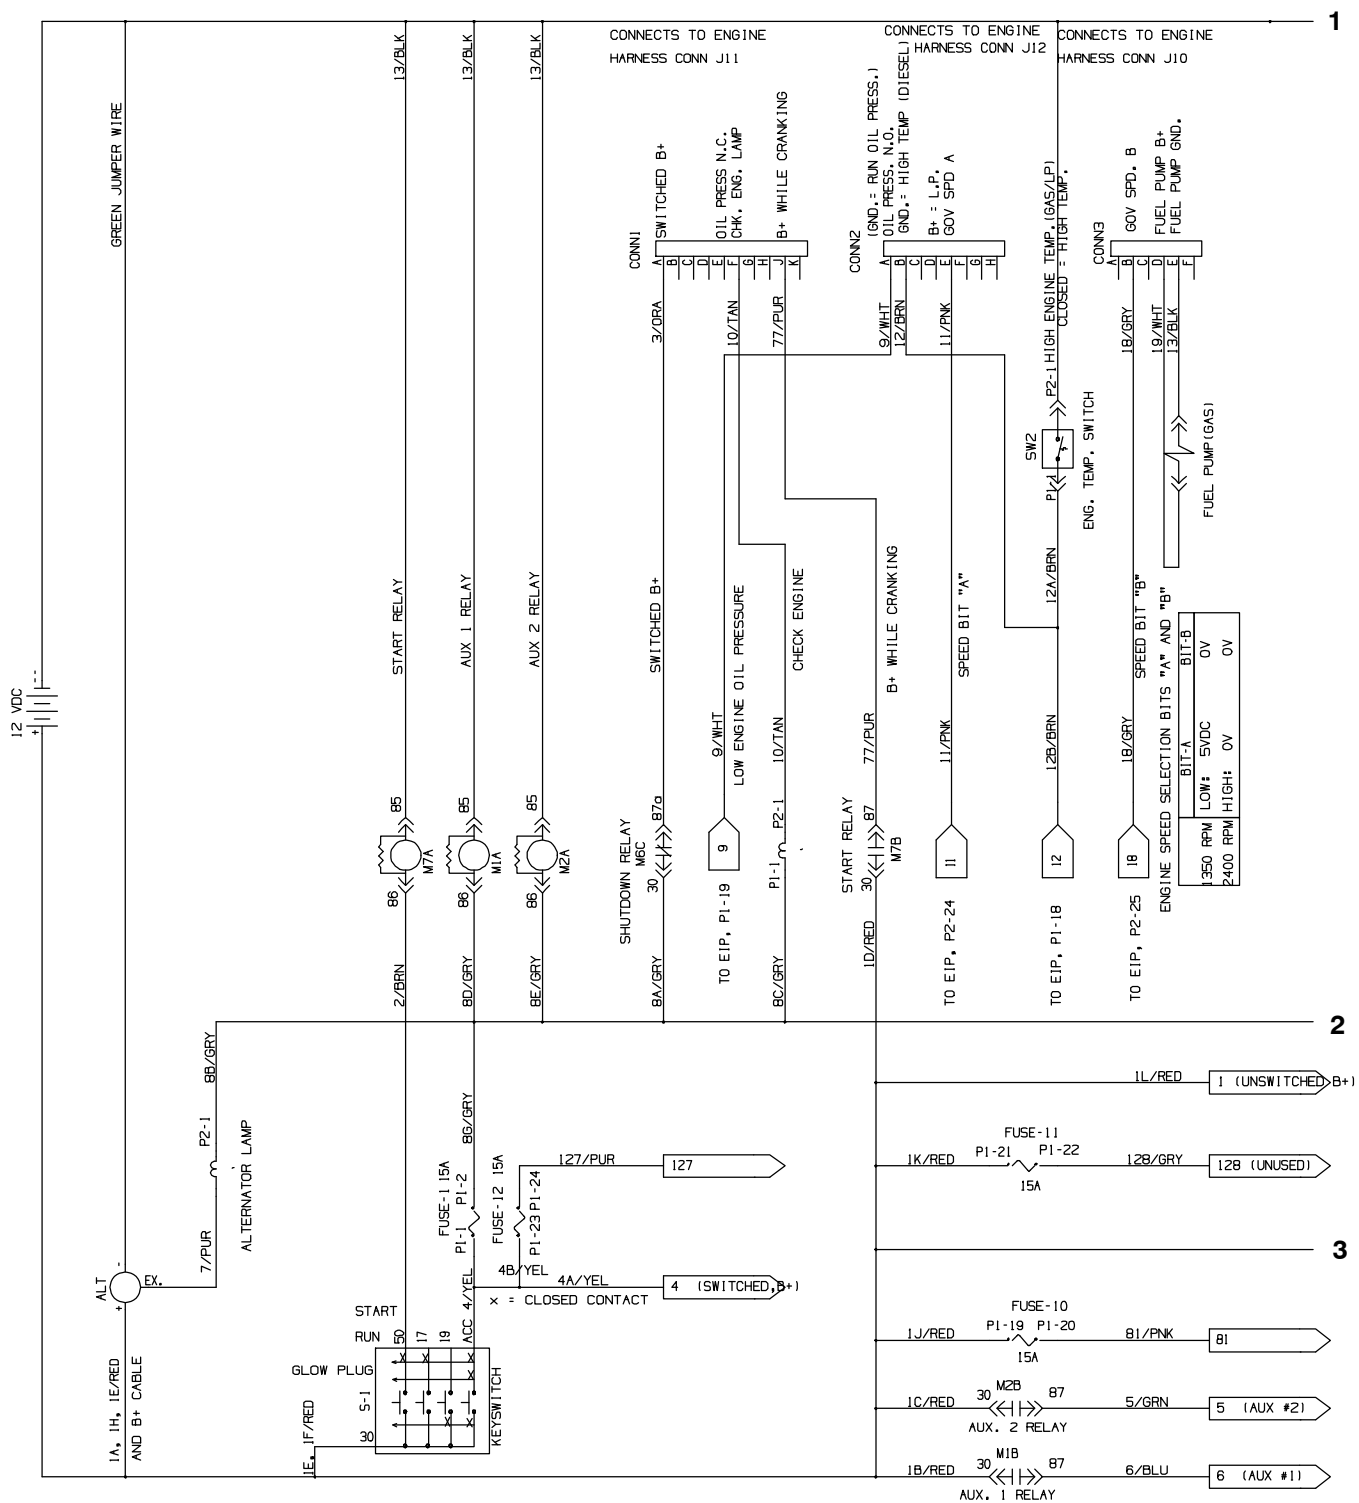 1
CONNECTS TO ENGINE
HARNESS CONN J11
CONNECTS TO ENGINE
HARNESS CONN J12
CONNECTS TO ENGINE
HARNESS CONN J10
13/BLK
13/BLK
13/BLK
GREEN JUMPER WIRE
SWITCHED B+
OIL PRESS N.C.
CHK. ENG. LAMP
B+ WHILE CRANKING
(GND.= RUN OIL PRESS.)
OIL PRESS. N.O.
GND.= HIGH TEMP (DIESEL)
B+ = L.P.
GOV SPD A
P2-1 HIGH ENGINE TEMP.(GAS/LP)
CLOSED = HIGH TEMP.
GOV SPD. B
FUEL PUMP B+
FUEL PUMP GND.
CONN1
A B C D E F G H J K
CONN2
A B C D E F G H
CONN3
A B C D E F
3/ORA
10/TAN
77/PUR
9/WHT
12/BRN
11/PNK
18/GRY
19/WHT
13/BLK
SW2
P1-1
ENG. TEMP. SWITCH
FUEL PUMP(GAS)
12 VDC
- -
+
START RELAY
AUX 1 RELAY
AUX 2 RELAY
SWITCHED B+
LOW ENGINE OIL PRESSURE
CHECK ENGINE
B+ WHILE CRANKING
SPEED BIT "A"
12A/BRN
SPEED BIT "B"
9/WHT
10/TAN
77/PUR
11/PNK
12B/BRN
18/GRY
ENGINE SPEED SELECTION BITS "A" AND "B"
BIT-A BIT-B
1350 RPM LOW: 5VDC 0V
2400 RPM HIGH: 0V 0V
85
M7A
86
85
M1A
86
85
M2A
86
SHUTDOWN RELAY
M6C
87a
30
9
TO EIP, P1-19
P2-1
P1-1
START RELAY
87
M7B
30
11
TO EIP, P2-24
12
TO EIP, P1-18
18
TO EIP, P2-25
2/BRN
8D/GRY
8E/GRY
8A/GRY
8C/GRY
1D/RED
2
8B/GRY
P2-1
ALTERNATOR LAMP
7/PUR
8G/GRY
1L/RED
1 (UNSWITCHED B+)
FUSE-11
P1-21 P1-22
1K/RED
15A
128/GRY
128 (UNUSED)
127/PUR
127
FUSE-1 15A
P1-1 P1-2
FUSE-12 15A
P1-23 P1-24
3
ALT
-
+
EX.
4B/YEL
4A/YEL
4 (SWITCHED,B+)
4/YEL
X = CLOSED CONTACT
START
RUN
GLOW PLUG
50
17
19
ACC
X X X
X
X X
S-1
30
KEYSWITCH
1A, 1H, 1E/RED
AND B+ CABLE
1E, 1F/RED
FUSE-10
P1-19 P1-20
1J/RED
15A
81/PNK
81
1C/RED
30
M2B
87
AUX. 2 RELAY
5/GRN
5 (AUX #2)
1B/RED
30
M1B
87
AUX. 1 RELAY
6/BLU
6 (AUX #1)